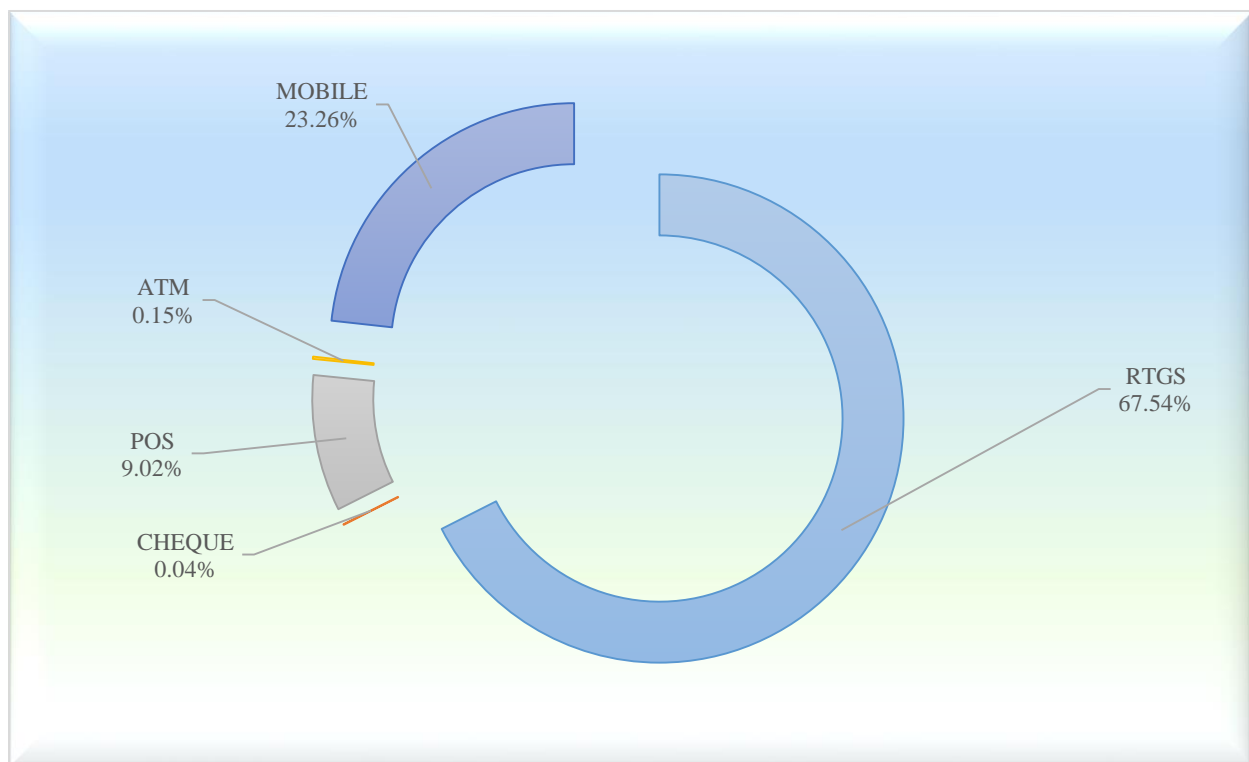 MOBILE
23.26%
ATM
0.15%
RTGS
67.54%
POS
9.02%
CHEQUE
0.04%